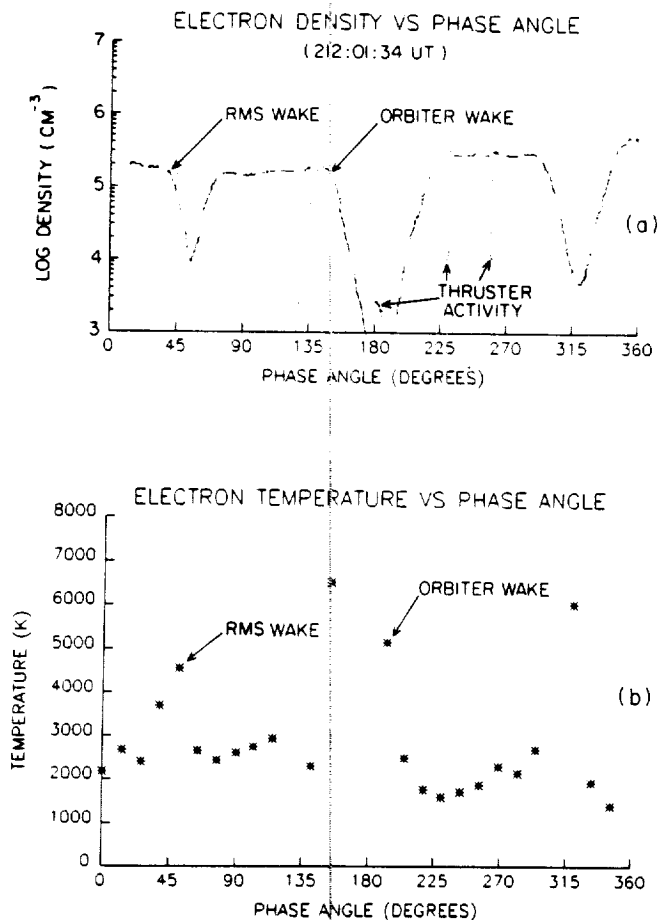 ELECTRON DENSITY VS PHASE ANGLE
(212:01:34 UT)
7
6
5
4
3
LOG DENSITY (CM⁻³)
RMS WAKE
ORBITER WAKE
(a)
THRUSTER
ACTIVITY
0 45 90 135 180 225 270 315 360
PHASE ANGLE (DEGREES)
ELECTRON TEMPERATURE VS PHASE ANGLE
8000
7000
6000
5000
4000
3000
2000
1000
0
TEMPERATURE (K)
RMS WAKE
ORBITER WAKE
(b)
0 45 90 135 180 225 270 315 360
PHASE ANGLE (DEGREES)